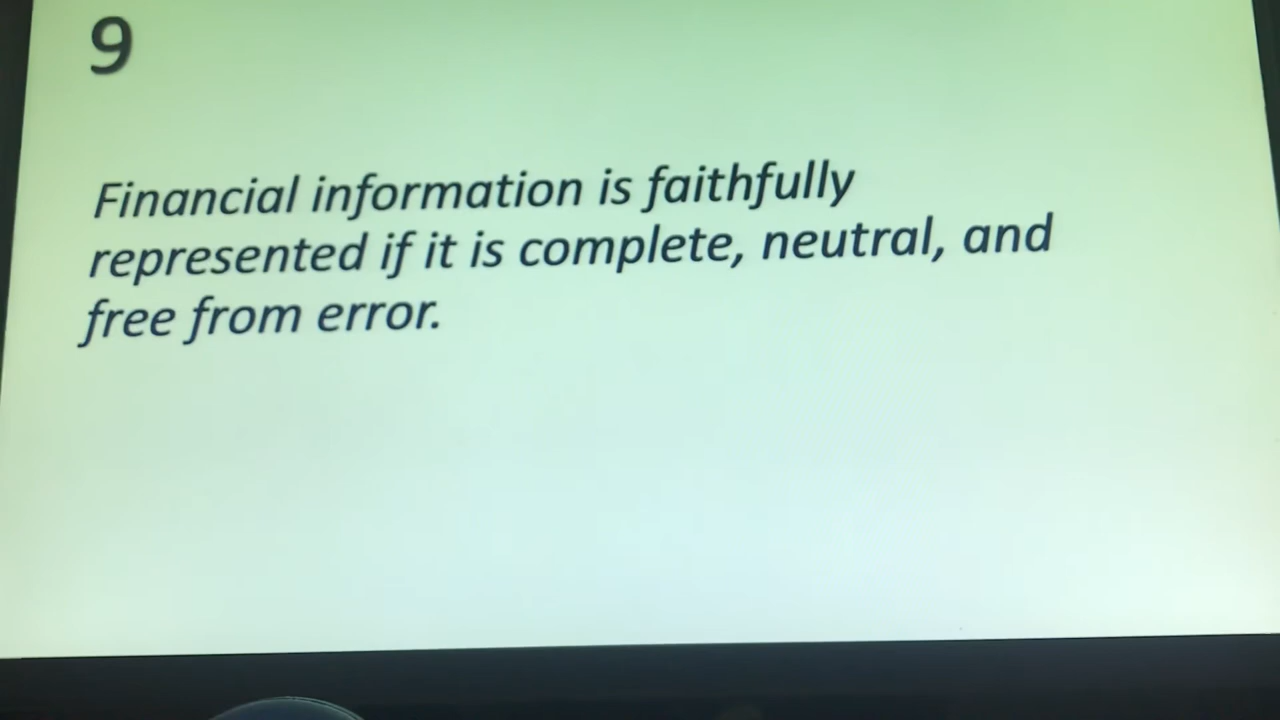 9
Financial information is faithfully
represented if it is complete, neutral, and
free from error.